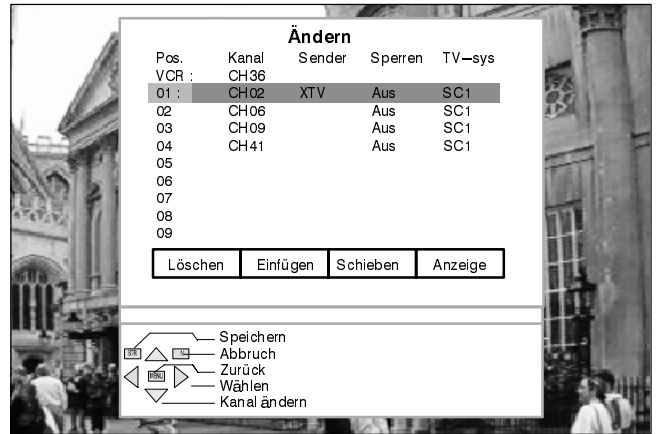 Ändern
Pos. Kanal Sender Sperren TV–sys
VCR : CH36
01 : CH02 XTV Aus SC1
02 CH06 Aus SC1
03 CH09 Aus SC1
04 CH41 Aus SC1
05
06
07
08
09
Löschen Einfügen Schieben Anzeige
Speichern
STR
Abbruch
Zurück
MENU
Wählen
Kanal ändern